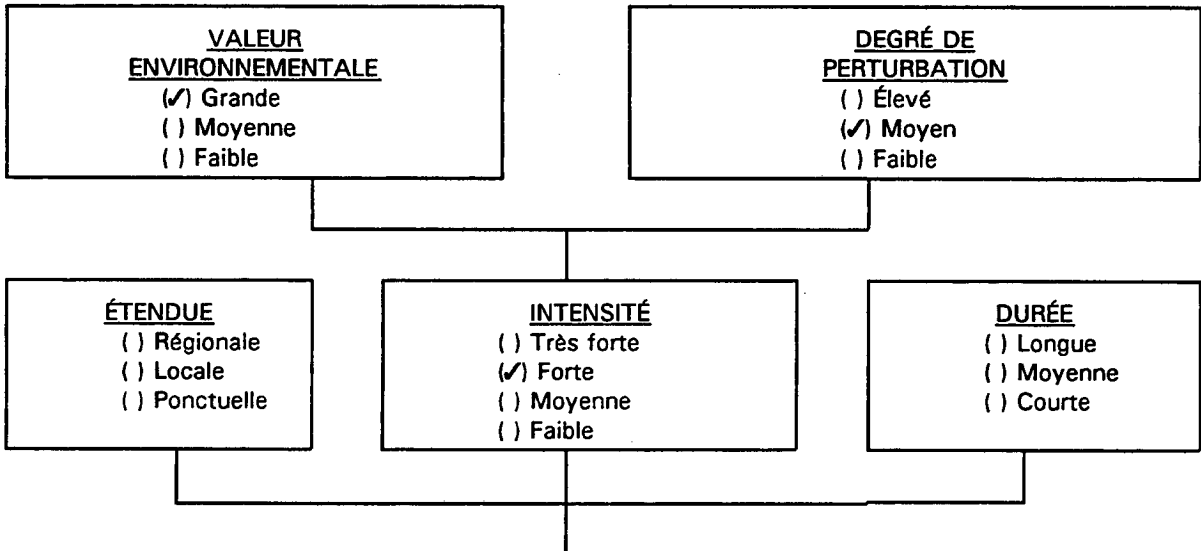 VALEUR
ENVIRONNEMENTALE
(✓) Grande
( ) Moyenne
( ) Faible
DEGRÉ DE
PERTURBATION
( ) Élevé
(✓) Moyen
( ) Faible
ÉTENDUE
( ) Régionale
( ) Locale
( ) Ponctuelle
INTENSITÉ
( ) Très forte
(✓) Forte
( ) Moyenne
( ) Faible
DURÉE
( ) Longue
( ) Moyenne
( ) Courte